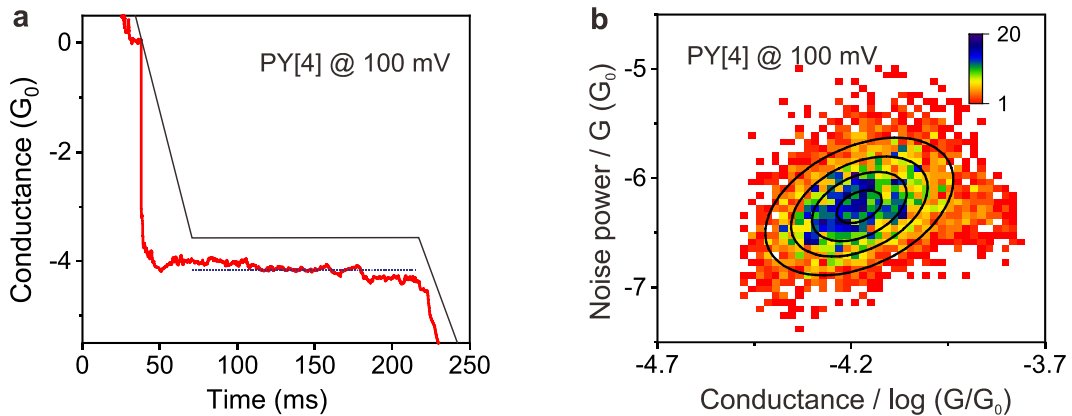 a
PY[4] @ 100 mV
Conductance (G₀)
0
-2
-4
0 50 100 150 200 250
Time (ms)
b
PY[4] @ 100 mV
20
1
Noise power / G (G₀)
-5
-6
-7
-4.7 -4.2 -3.7
Conductance / log (G/G₀)